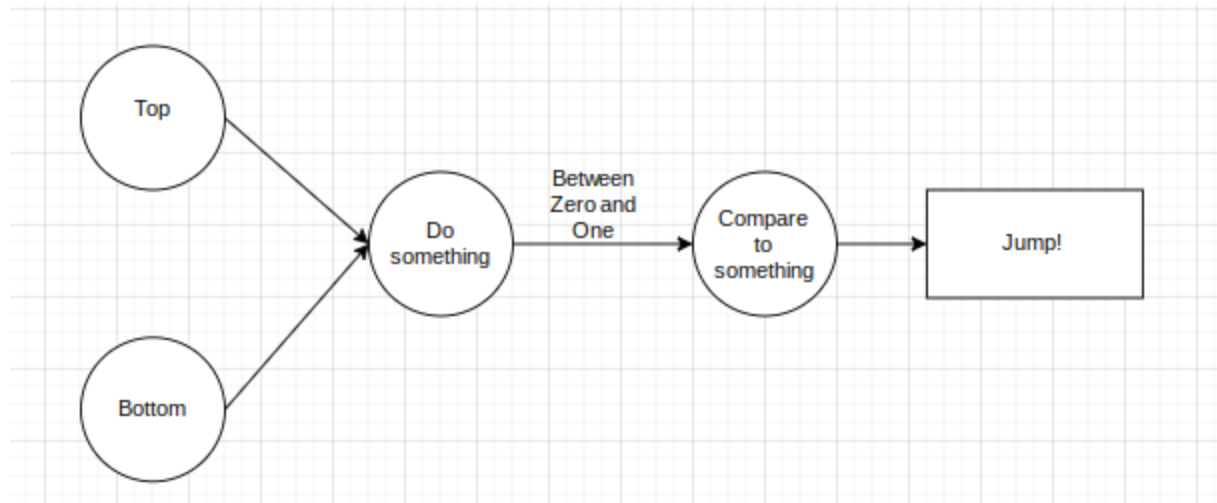 Top
Do
something
Between
Zero and
One
Compare
to
something
Jump!
Bottom